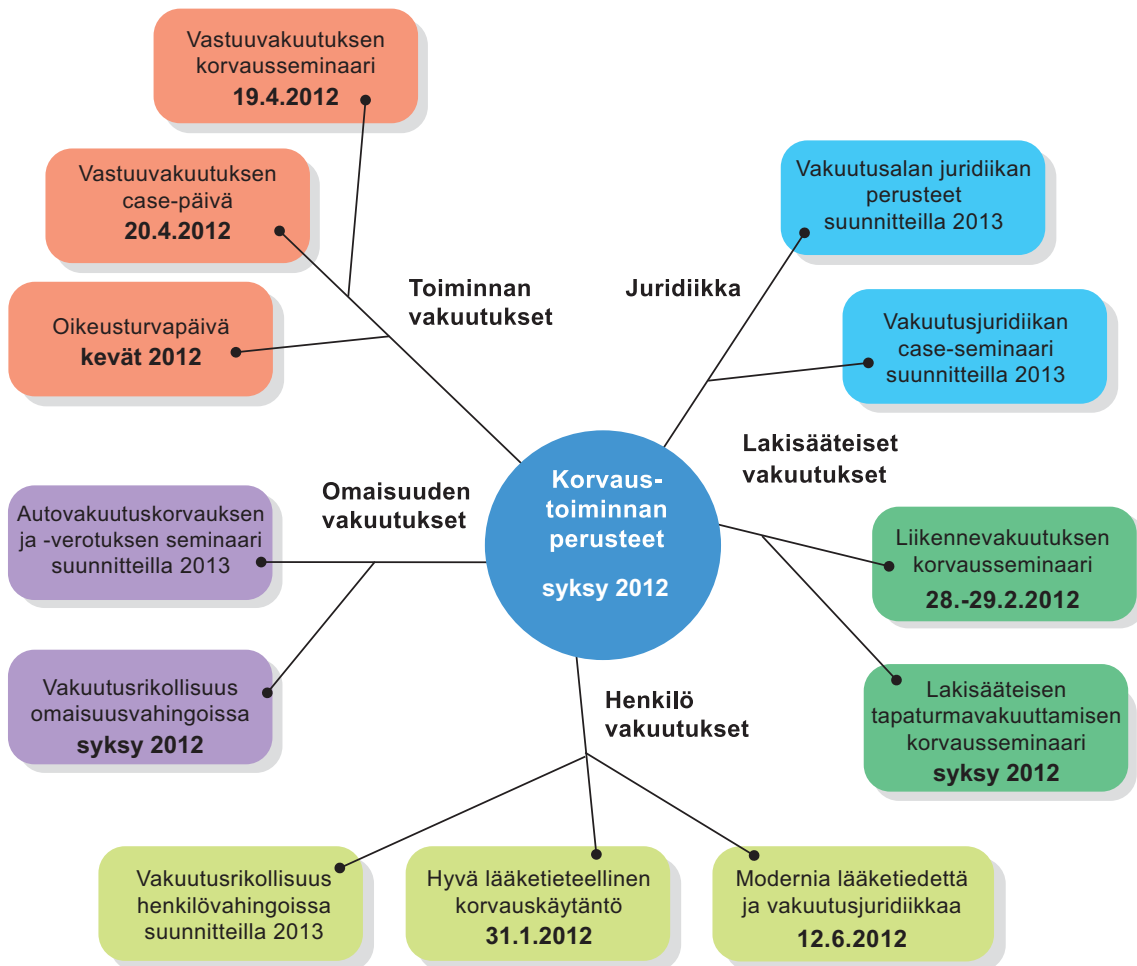 Vastuuvakuutuksen
korvausseminaari
19.4.2012
Vastuuvakuutuksen
case-päivä
20.4.2012
Oikeusturvapäivä
kevät 2012
Toiminnan
vakuutukset
Juridiikka
Vakuutusalan juridiikan
perusteet
suunnitteilla 2013
Vakuutusjuridiikan
case-seminaari
suunnitteilla 2013
Lakisääteiset
vakuutukset
Omaisuuden
vakuutukset
Korvaus-
toiminnan
perusteet
syksy 2012
Autovakuutuskorvauksen
ja -verotuksen seminaari
suunnitteilla 2013
Vakuutusrikollisuus
omaisuusvahingoissa
syksy 2012
Liikennevakuutuksen
korvausseminaari
28.-29.2.2012
Lakisääteisen
tapaturmavakuuttamisen
korvausseminaari
syksy 2012
Henkilö
vakuutukset
Vakuutusrikollisuus
henkilövahingoissa
suunnitteilla 2013
Hyvä lääketieteellinen
korvauskäytäntö
31.1.2012
Modernia lääketiedettä
ja vakuutusjuridiikkaa
12.6.2012